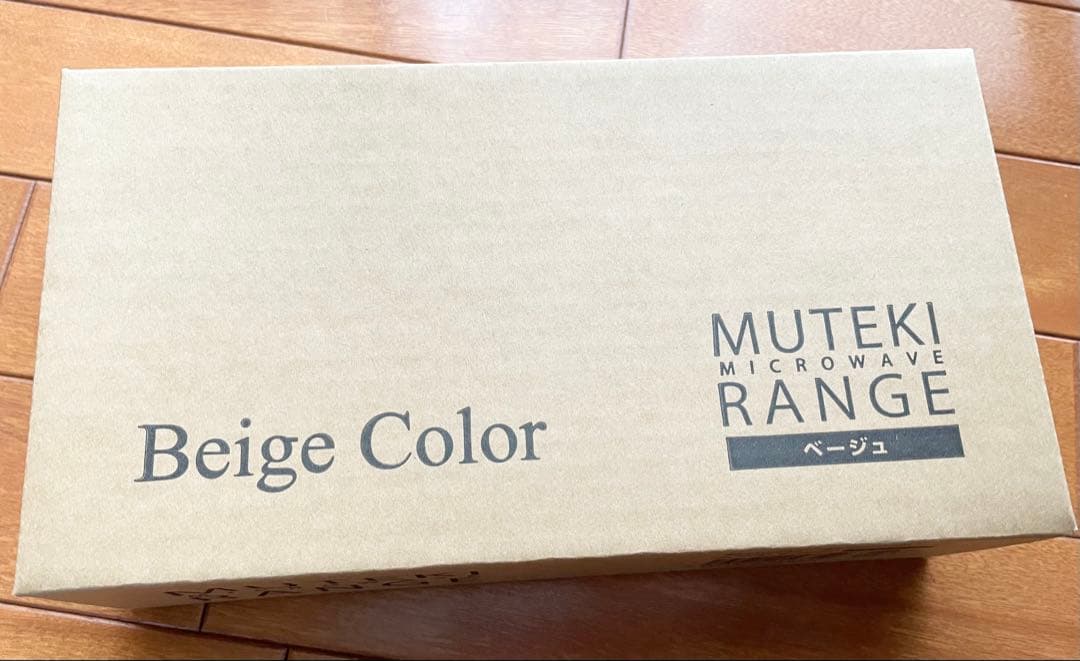 Beige Color
MUTEKI
MICROWAVE
RANGE
ベージュ